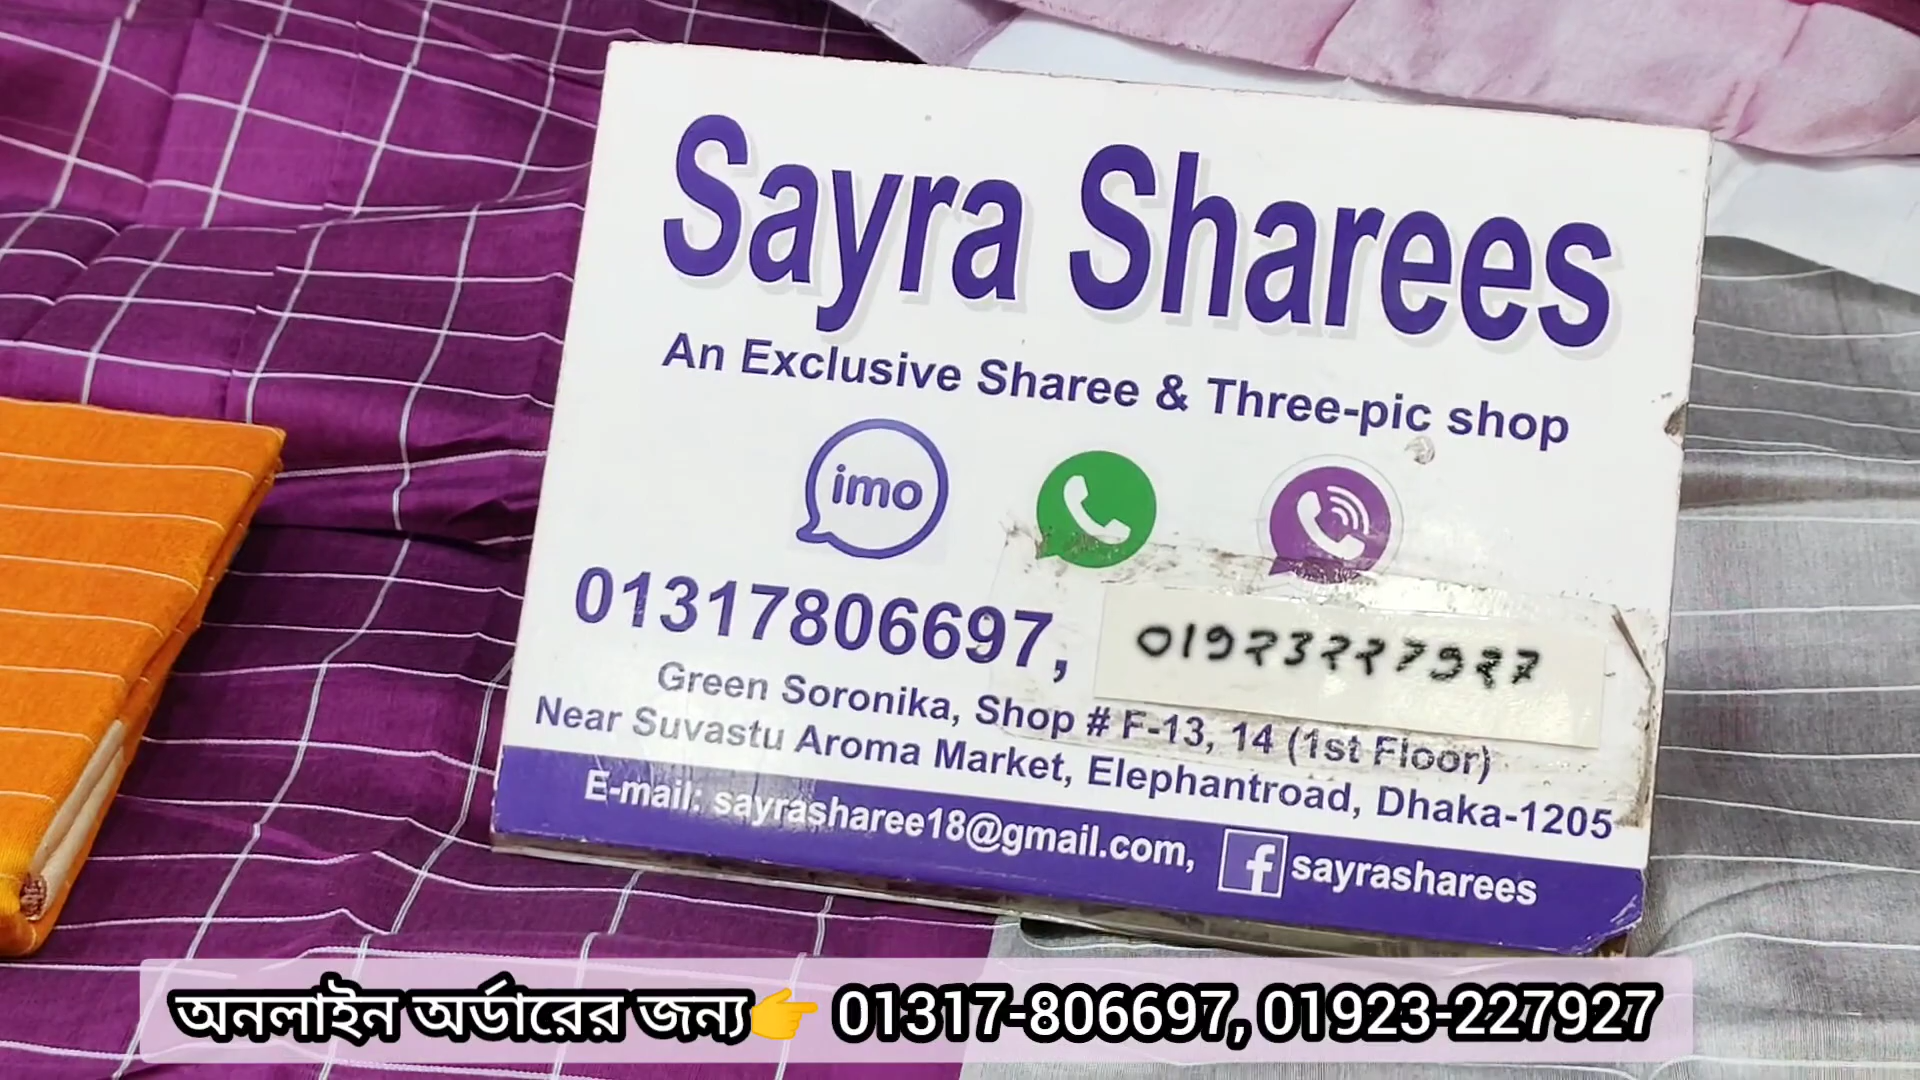 Sayra Sharees
An Exclusive Sharee & Three-pic shop
imo
01317806697, 01923227927
Green Soronika, Shop # F-13, 14 (1st Floor)
Near Suvastu Aroma Market, Elephantroad, Dhaka-1205
E-mail: sayrasharee18@gmail.com, f sayrasharees
অনলাইন অর্ডারের জন্য👉 01317-806697, 01923-227927